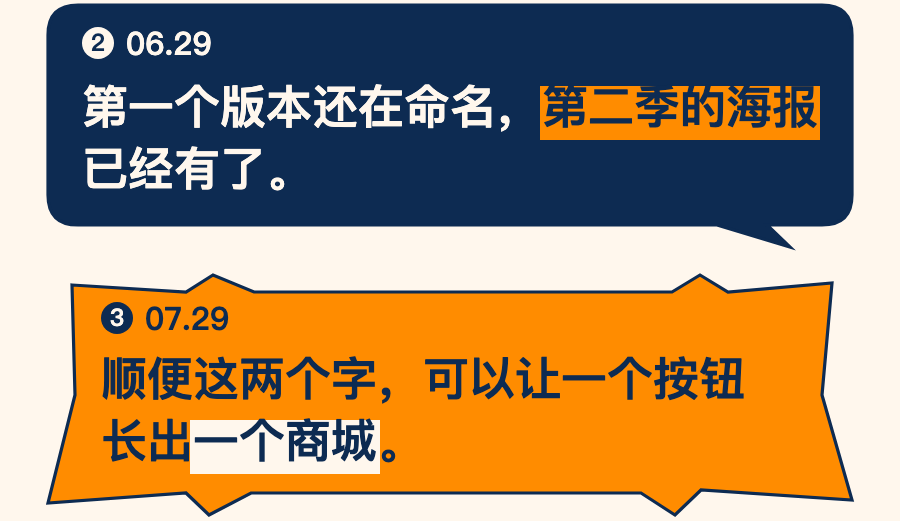 2 06.29
第一个版本还在命名，第二季的海报
已经有了。
3 07.29
顺便这两个字，可以让一个按钮
长出一个商城。